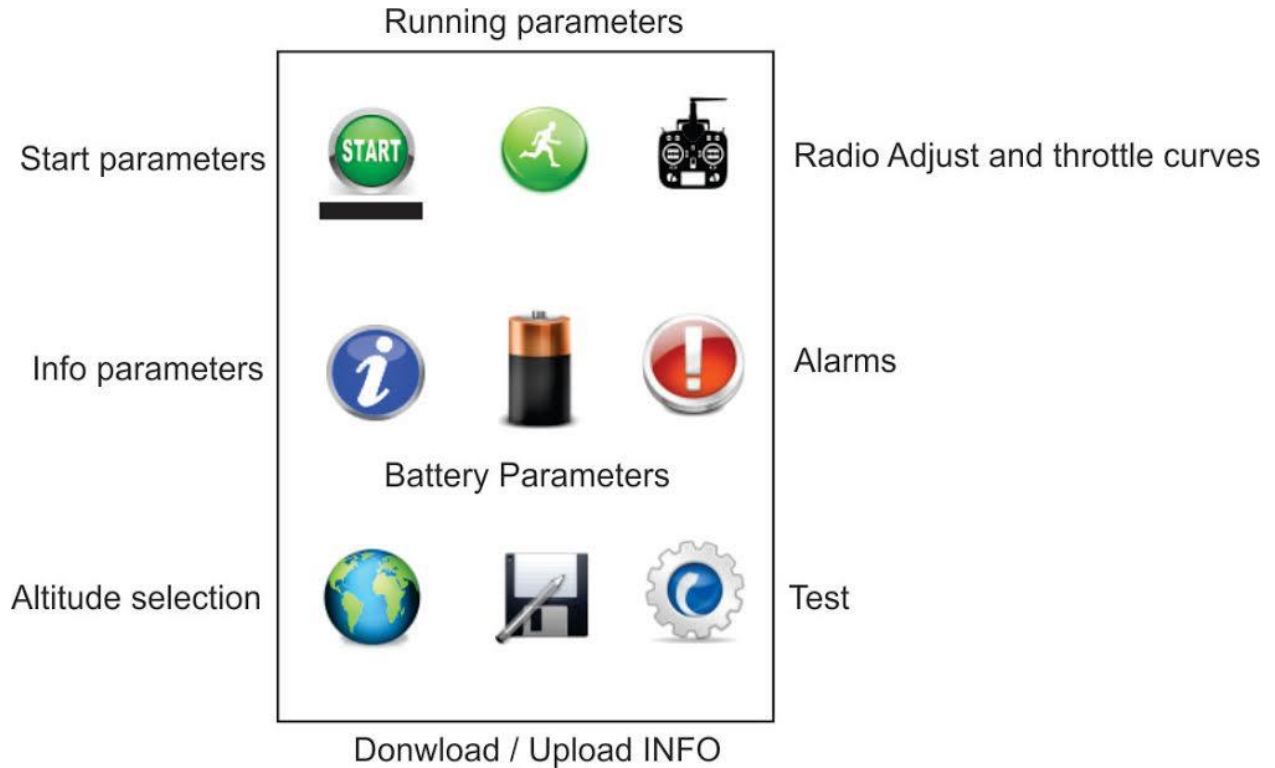 Running parameters
Start parameters
START
Radio Adjust and throttle curves
Info parameters
i
Alarms
Battery Parameters
Altitude selection
Test
Donwload / Upload INFO